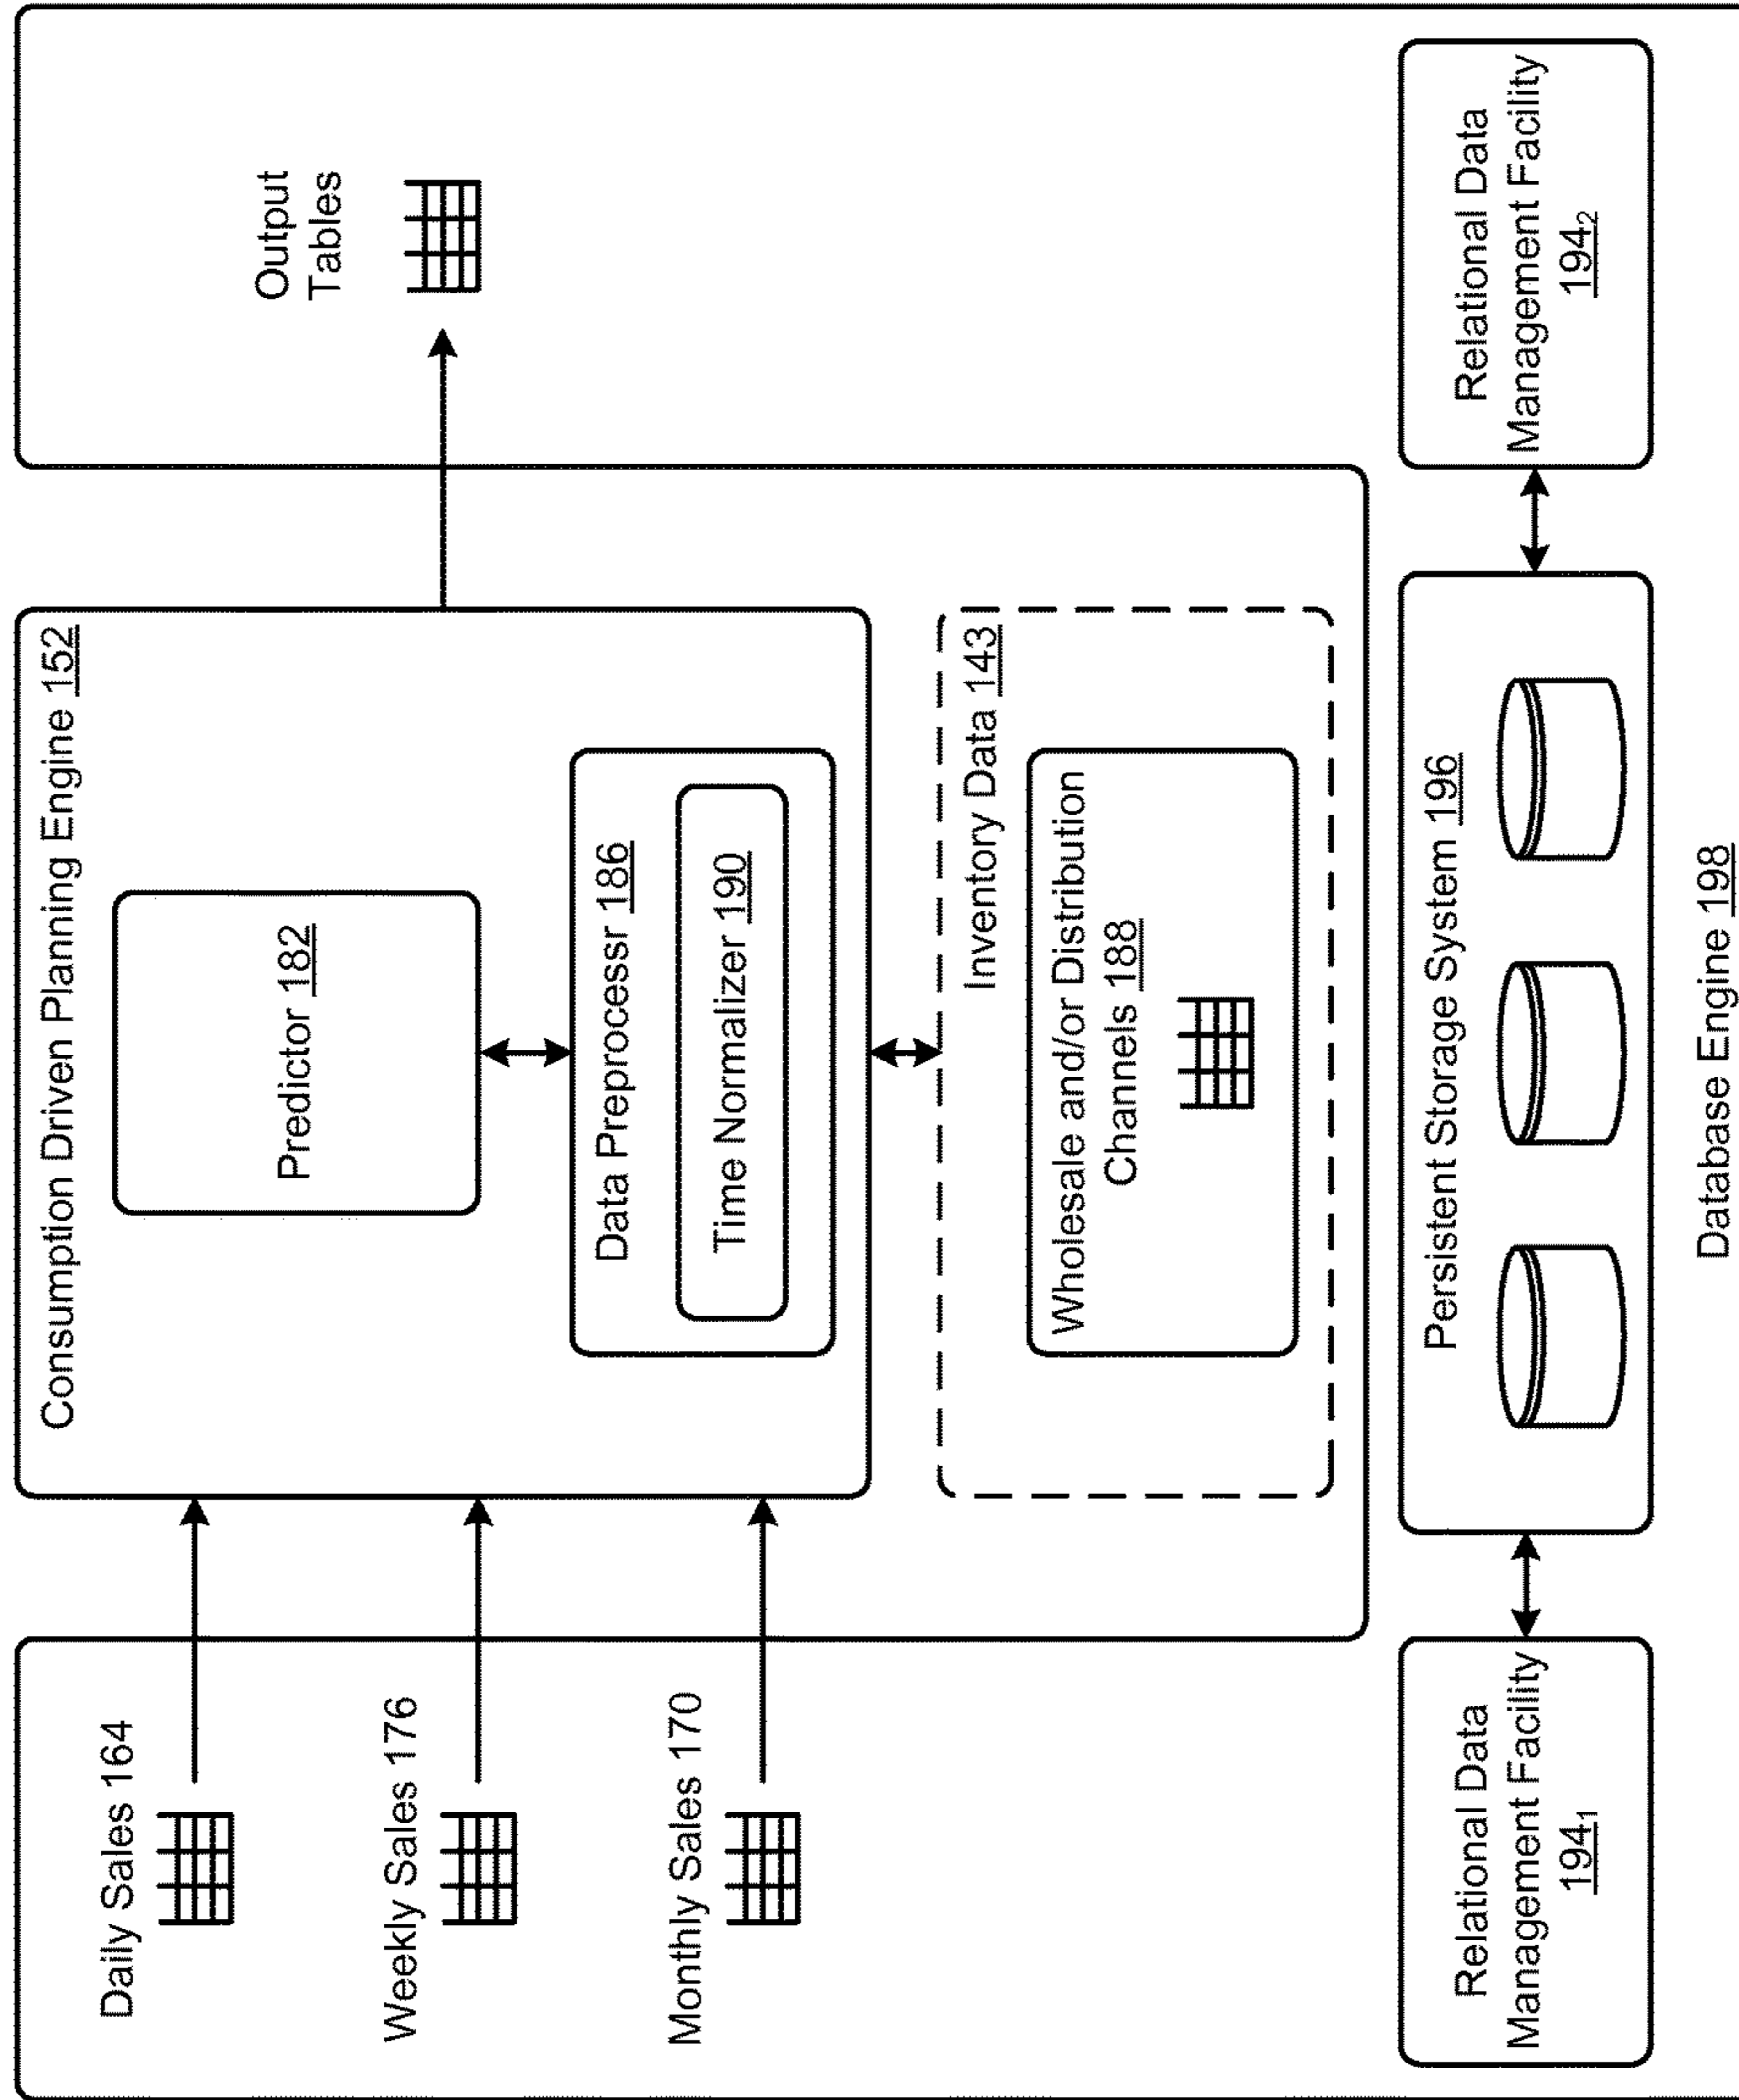 Daily Sales 164
Weekly Sales 176
Monthly Sales 170
Consumption Driven Planning Engine 152
Predictor 182
Data Preprocessr 186
Time Normalizer 190
Inventory Data 143
Wholesale and/or Distribution
Channels 188
Output
Tables
Relational Data
Management Facility
194₁
Persistent Storage System 196
Relational Data
Management Facility
194₂
Database Engine 198